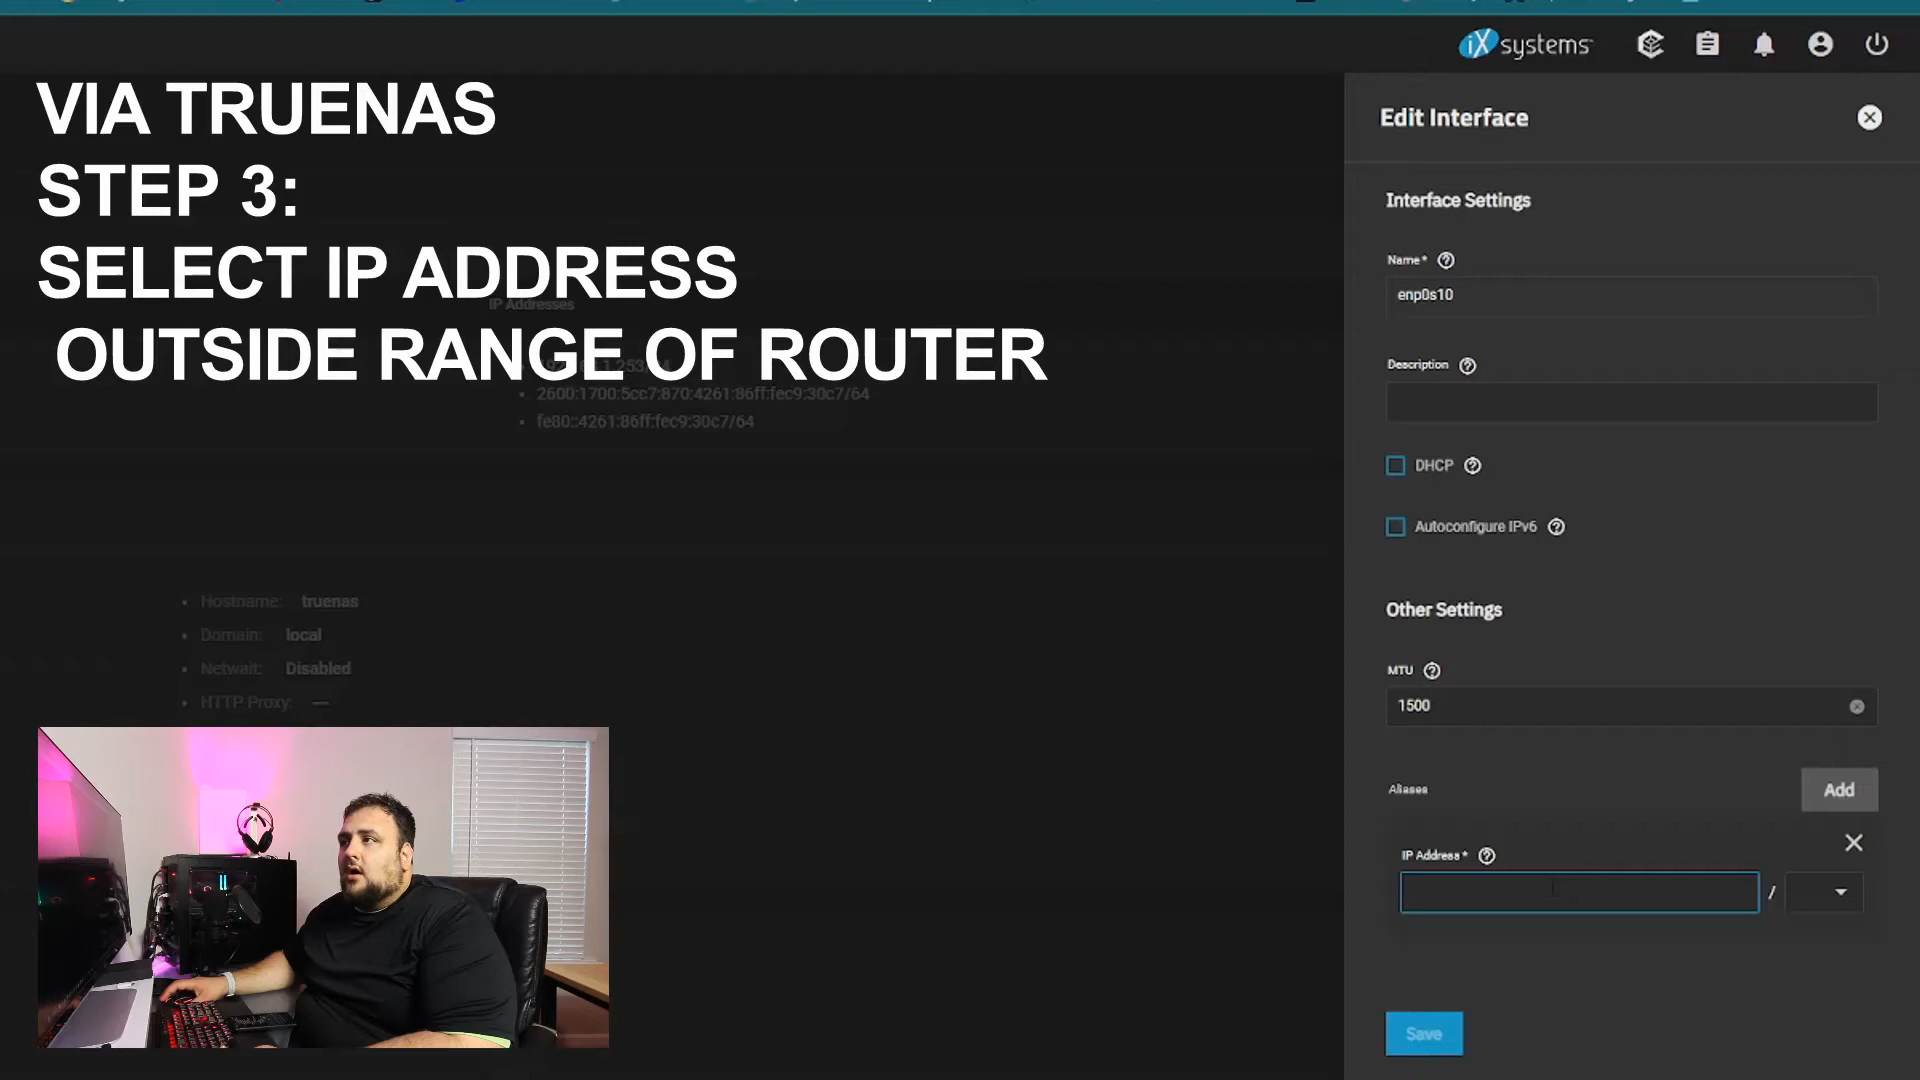 iX systems
VIA TRUENAS
STEP 3:
SELECT IP ADDRESS
OUTSIDE RANGE OF ROUTER
IP Addresses
2600:1700:5cc7:870:4261:86ff:fec9:30c7/64
fe80::4261:86ff:fec9:30c7/64
Hostname: truenas
Domain: local
Netwait: Disabled
HTTP Proxy: —
Edit Interface
Interface Settings
Name*
enp0s10
Description
DHCP
Autoconfigure IPv6
Other Settings
MTU
1500
Aliases
Add
IP Address*
/
Save